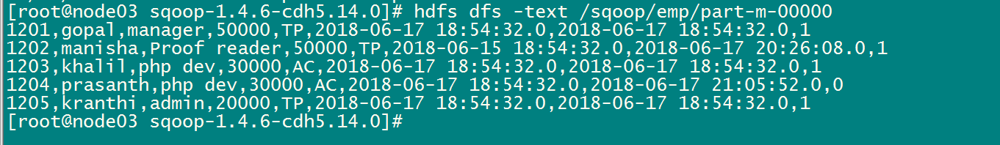 [root@node03 sqoop-1.4.6-cdh5.14.0]# hdfs dfs -text /sqoop/emp/part-m-00000
1201,gopal,manager,50000,TP,2018-06-17 18:54:32.0,2018-06-17 18:54:32.0,1
1202,manisha,Proof reader,50000,TP,2018-06-15 18:54:32.0,2018-06-17 20:26:08.0,1
1203,khalil,php dev,30000,AC,2018-06-17 18:54:32.0,2018-06-17 18:54:32.0,1
1204,prasanth,php dev,30000,AC,2018-06-17 18:54:32.0,2018-06-17 21:05:52.0,0
1205,kranthi,admin,20000,TP,2018-06-17 18:54:32.0,2018-06-17 18:54:32.0,1
[root@node03 sqoop-1.4.6-cdh5.14.0]#